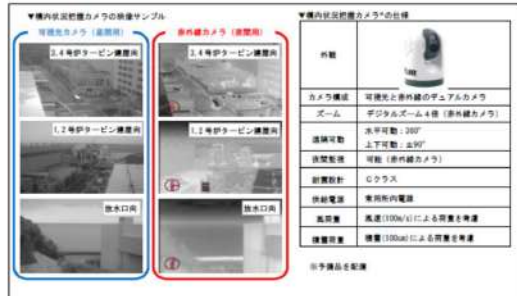 ▼構内状況把握カメラの映像サンプル
可視光カメラ（昼間用）
赤外線カメラ（夜間用）
3,4号炉タービン建屋向
3,4号炉タービン建屋向
1,2号炉タービン建屋向
1,2号炉タービン建屋向
放水口向
放水口向
▼構内状況把握カメラ※の仕様
外観
カメラ構成 可視光と赤外線のデュアルカメラ
ズーム デジタルズーム4倍（赤外線カメラ）
遠隔可動 水平可動：360°
上下可動：±90°
夜間監視 可能（赤外線カメラ）
耐震設計 Cクラス
供給電源 常用所内電源
風荷重 風速(100m/s)による荷重を考慮
積雪荷重 積雪(100cm)による荷重を考慮
※予備品を配備